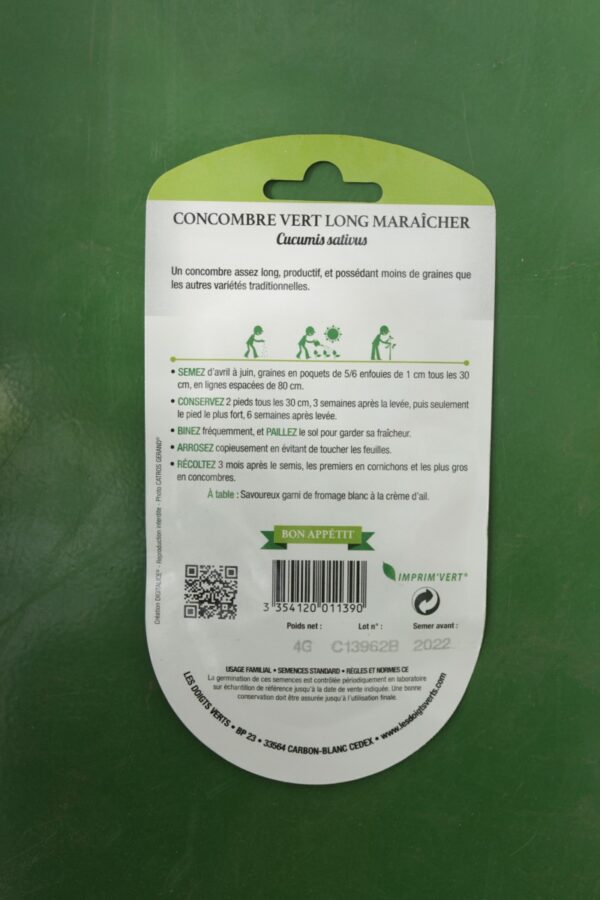 CONCOMBRE VERT LONG MARAÎCHER
Cucumis sativus
Un concombre assez long, productif, et possédant moins de graines que
les autres variétés traditionnelles.
• SEMEZ d'avril à juin, graines en poquets de 5/6 enfouies de 1 cm tous les 30
cm, en lignes espacées de 80 cm.
• CONSERVEZ 2 pieds tous les 30 cm, 3 semaines après la levée, puis seulement
le pied le plus fort, 6 semaines après levée.
• BINEZ fréquemment, et PAILLEZ le sol pour garder sa fraîcheur.
• ARROSEZ copieusement en évitant de toucher les feuilles.
• RÉCOLTEZ 3 mois après le semis, les premiers en cornichons et les plus gros
en concombres.
À table : Savoureux garni de fromage blanc à la crème d'ail.
Création DIGITALICE® - Reproduction interdite - Photo CATROS GERAND®
BON APPÉTIT
IMPRIM'VERT®
3 354120 011390
Poids net : Lot n° : Semer avant :
4G C13962B 2022
USAGE FAMILIAL • SEMENCES STANDARD • RÈGLES ET NORMES CE
La germination de ces semences est contrôlée périodiquement en laboratoire
sur échantillon de référence jusqu'à la date de vente indiquée. Une bonne
conservation doit être assurée jusqu'à l'utilisation finale.
LES DOIGTS VERTS • BP 23 • 33564 CARBON-BLANC CEDEX • www.lesdoigtsverts.com